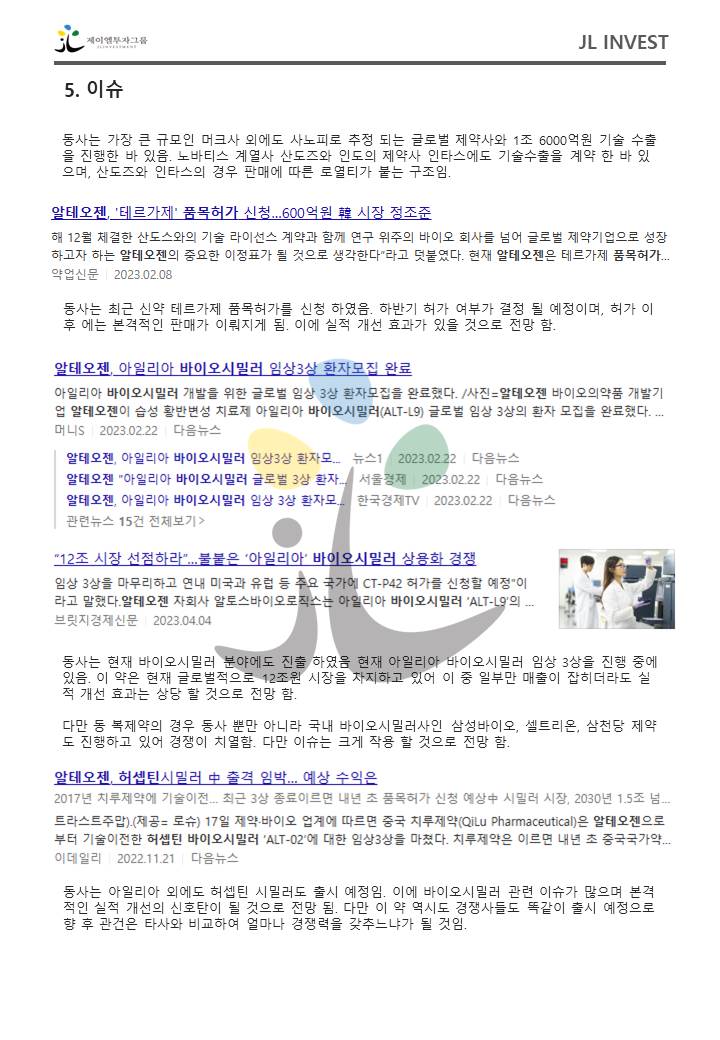 제이엘투자그룹
JLINVESTMENT
JL INVEST
5. 이슈
동사는 가장 큰 규모인 머크사 외에도 사노피로 추정 되는 글로벌 제약사와 1조 6000억원 기술 수출
을 진행한 바 있음. 노바티스 계열사 산도즈와 인도의 제약사 인타스에도 기술수출을 계약 한 바 있
으며, 산도즈와 인타스의 경우 판매에 따른 로열티가 붙는 구조임.
알테오젠, '테르가제' 품목허가 신청...600억원 韓 시장 정조준
해 12월 체결한 산도스와의 기술 라이선스 계약과 함께 연구 위주의 바이오 회사를 넘어 글로벌 제약기업으로 성장
하고자 하는 알테오젠의 중요한 이정표가 될 것으로 생각한다"라고 덧붙였다. 현재 알테오젠은 테르가제 품목허가...
약업신문 | 2023.02.08
동사는 최근 신약 테르가제 품목허가를 신청 하였음. 하반기 허가 여부가 결정 될 예정이며, 허가 이
후 에는 본격적인 판매가 이뤄지게 됨. 이에 실적 개선 효과가 있을 것으로 전망 함.
알테오젠, 아일리아 바이오시밀러 임상3상 환자모집 완료
아일리아 바이오시밀러 개발을 위한 글로벌 임상 3상 환자모집을 완료했다. /사진=알테오젠 바이오의약품 개발기
업 알테오젠이 습성 황반변성 치료제 아일리아 바이오시밀러(ALT-L9) 글로벌 임상 3상의 환자 모집을 완료했다. ...
머니S | 2023.02.22 | 다음뉴스
알테오젠, 아일리아 바이오시밀러 임상3상 환자모... 뉴스1 | 2023.02.22 | 다음뉴스
알테오젠 "아일리아 바이오시밀러 글로벌 3상 환자... 서울경제 | 2023.02.22 | 다음뉴스
알테오젠, 아일리아 바이오시밀러 임상 3상 환자모... 한국경제TV | 2023.02.22 | 다음뉴스
관련뉴스 15건 전체보기>
"12조 시장 선점하라"...불붙은 '아일리아' 바이오시밀러 상용화 경쟁
임상 3상을 마무리하고 연내 미국과 유럽 등 주요 국가에 CT-P42 허가를 신청할 예정"이
라고 말했다.알테오젠 자회사 알토스바이오로직스는 아일리아 바이오시밀러 'ALT-L9'의 ...
브릿지경제신문 | 2023.04.04
동사는 현재 바이오시밀러 분야에도 진출 하였음 현재 아일리아 바이오시밀러 임상 3상을 진행 중에
있음. 이 약은 현재 글로벌적으로 12조원 시장을 차지하고 있어 이 중 일부만 매출이 잡히더라도 실
적 개선 효과는 상당 할 것으로 전망 함.
다만 동 복제약의 경우 동사 뿐만 아니라 국내 바이오시밀러사인 삼성바이오, 셀트리온, 삼천당 제약
도 진행하고 있어 경쟁이 치열함. 다만 이슈는 크게 작용 할 것으로 전망 함.
알테오젠, 허셉틴시밀러 中 출격 임박... 예상 수익은
2017년 치루제약에 기술이전... 최근 3상 종료이르면 내년 초 품목허가 신청 예상中 시밀러 시장, 2030년 1.5조 넘...
트라스트주맙).(제공= 로슈) 17일 제약·바이오 업계에 따르면 중국 치루제약(QiLu Pharmaceutical)은 알테오젠으로
부터 기술이전한 허셉틴 바이오시밀러 'ALT-02'에 대한 임상3상을 마쳤다. 치루제약은 이르면 내년 초 중국국가약...
이데일리 | 2022.11.21 | 다음뉴스
동사는 아일리아 외에도 허셉틴 시밀러도 출시 예정임. 이에 바이오시밀러 관련 이슈가 많으며 본격
적인 실적 개선의 신호탄이 될 것으로 전망 됨. 다만 이 약 역시도 경쟁사들도 똑같이 출시 예정으로
향 후 관건은 타사와 비교하여 얼마나 경쟁력을 갖추느냐가 될 것임.